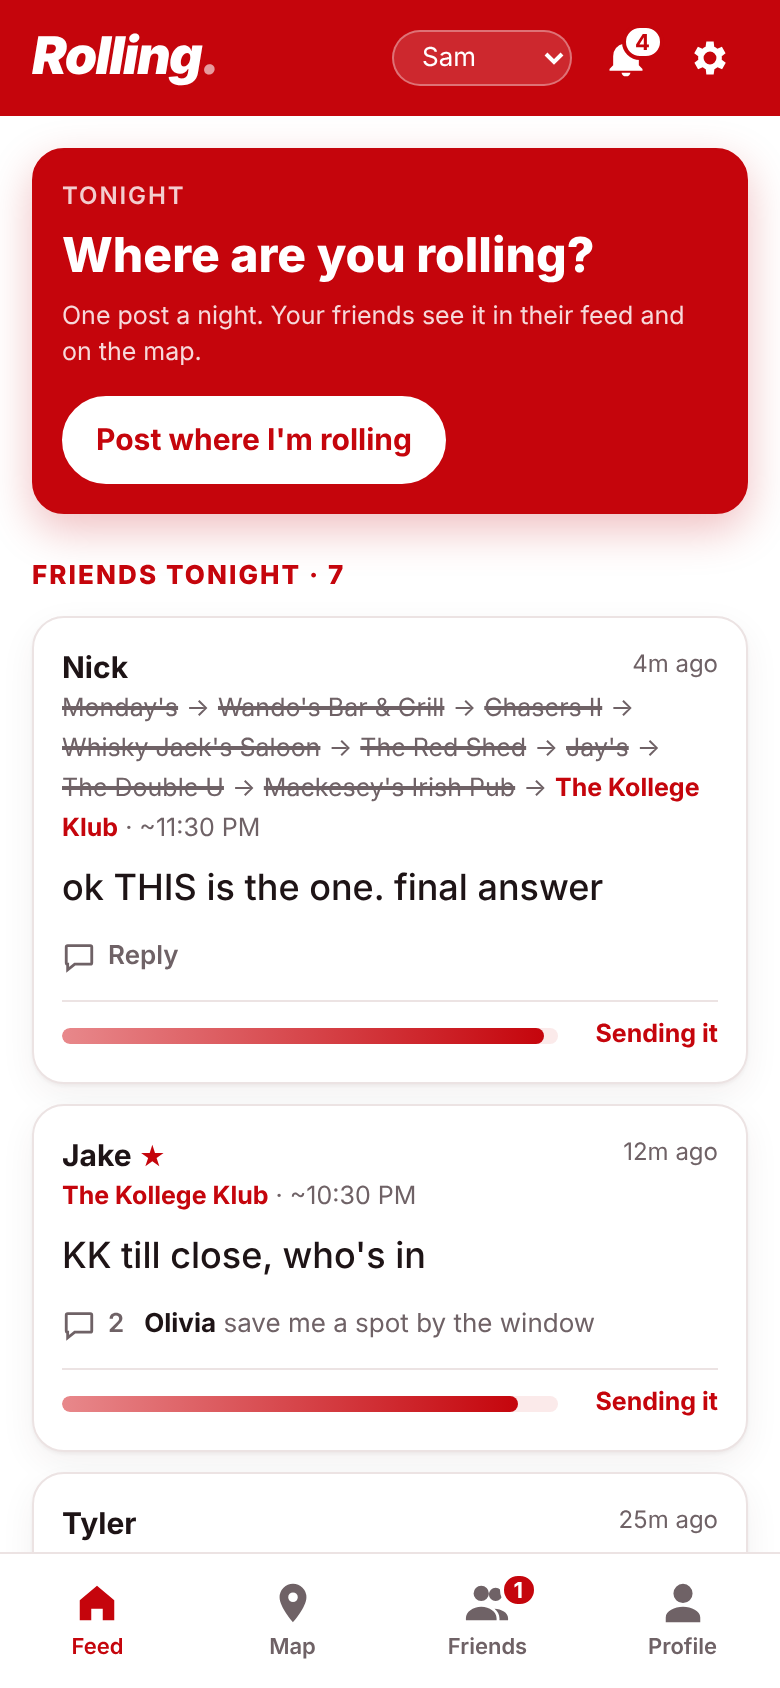 Rolling.
Sam
4
TONIGHT
Where are you rolling?
One post a night. Your friends see it in their feed and
on the map.
Post where I'm rolling
FRIENDS TONIGHT · 7
Nick
4m ago
Monday's → Wando's Bar & Grill → Chasers II →
Whisky Jack's Saloon → The Red Shed → Jay's →
The Double U → Mackesey's Irish Pub → The Kollege
Klub · ~11:30 PM
ok THIS is the one. final answer
Reply
Sending it
Jake ★
12m ago
The Kollege Klub · ~10:30 PM
KK till close, who's in
2 Olivia save me a spot by the window
Sending it
Tyler
25m ago
1
Feed
Map
Friends
Profile